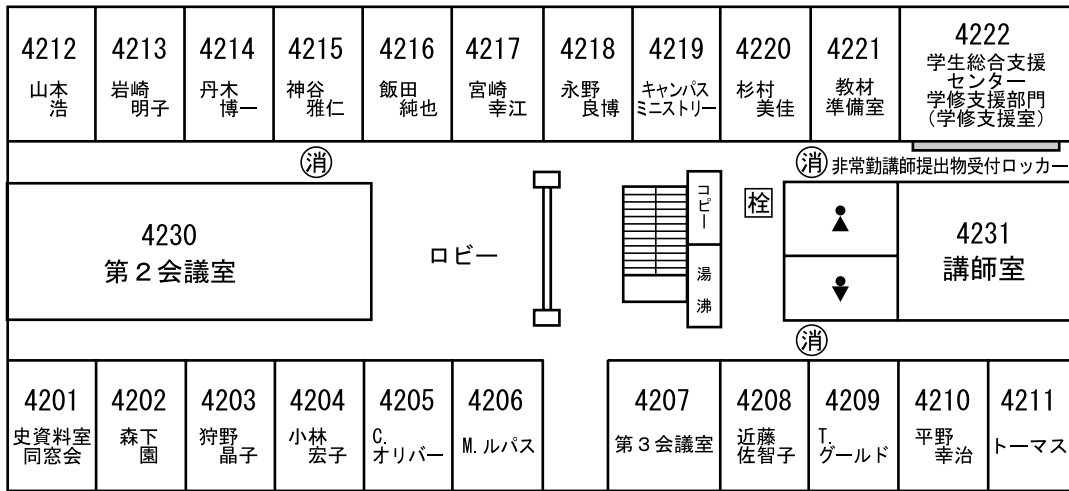 4212
山本
浩
4213
岩崎
明子
4214
丹木
博一
4215
神谷
雅仁
4216
飯田
純也
4217
宮崎
幸江
4218
永野
良博
4219
キャンパス
ミニストリー
4220
杉村
美佳
4221
教材
準備室
4222
学生総合支援
センター
学修支援部門
(学修支援室)
消
消
非常勤講師提出物受付ロッカー
4230
第2会議室
ロビー
コピー
湯沸
栓
4231
講師室
消
4201
史資料室
同窓会
4202
森下
園
4203
狩野
晶子
4204
小林
宏子
4205
C.
オリバー
4206
M.ルパス
4207
第3会議室
4208
近藤
佐智子
4209
T.
グールド
4210
平野
幸治
4211
トーマス